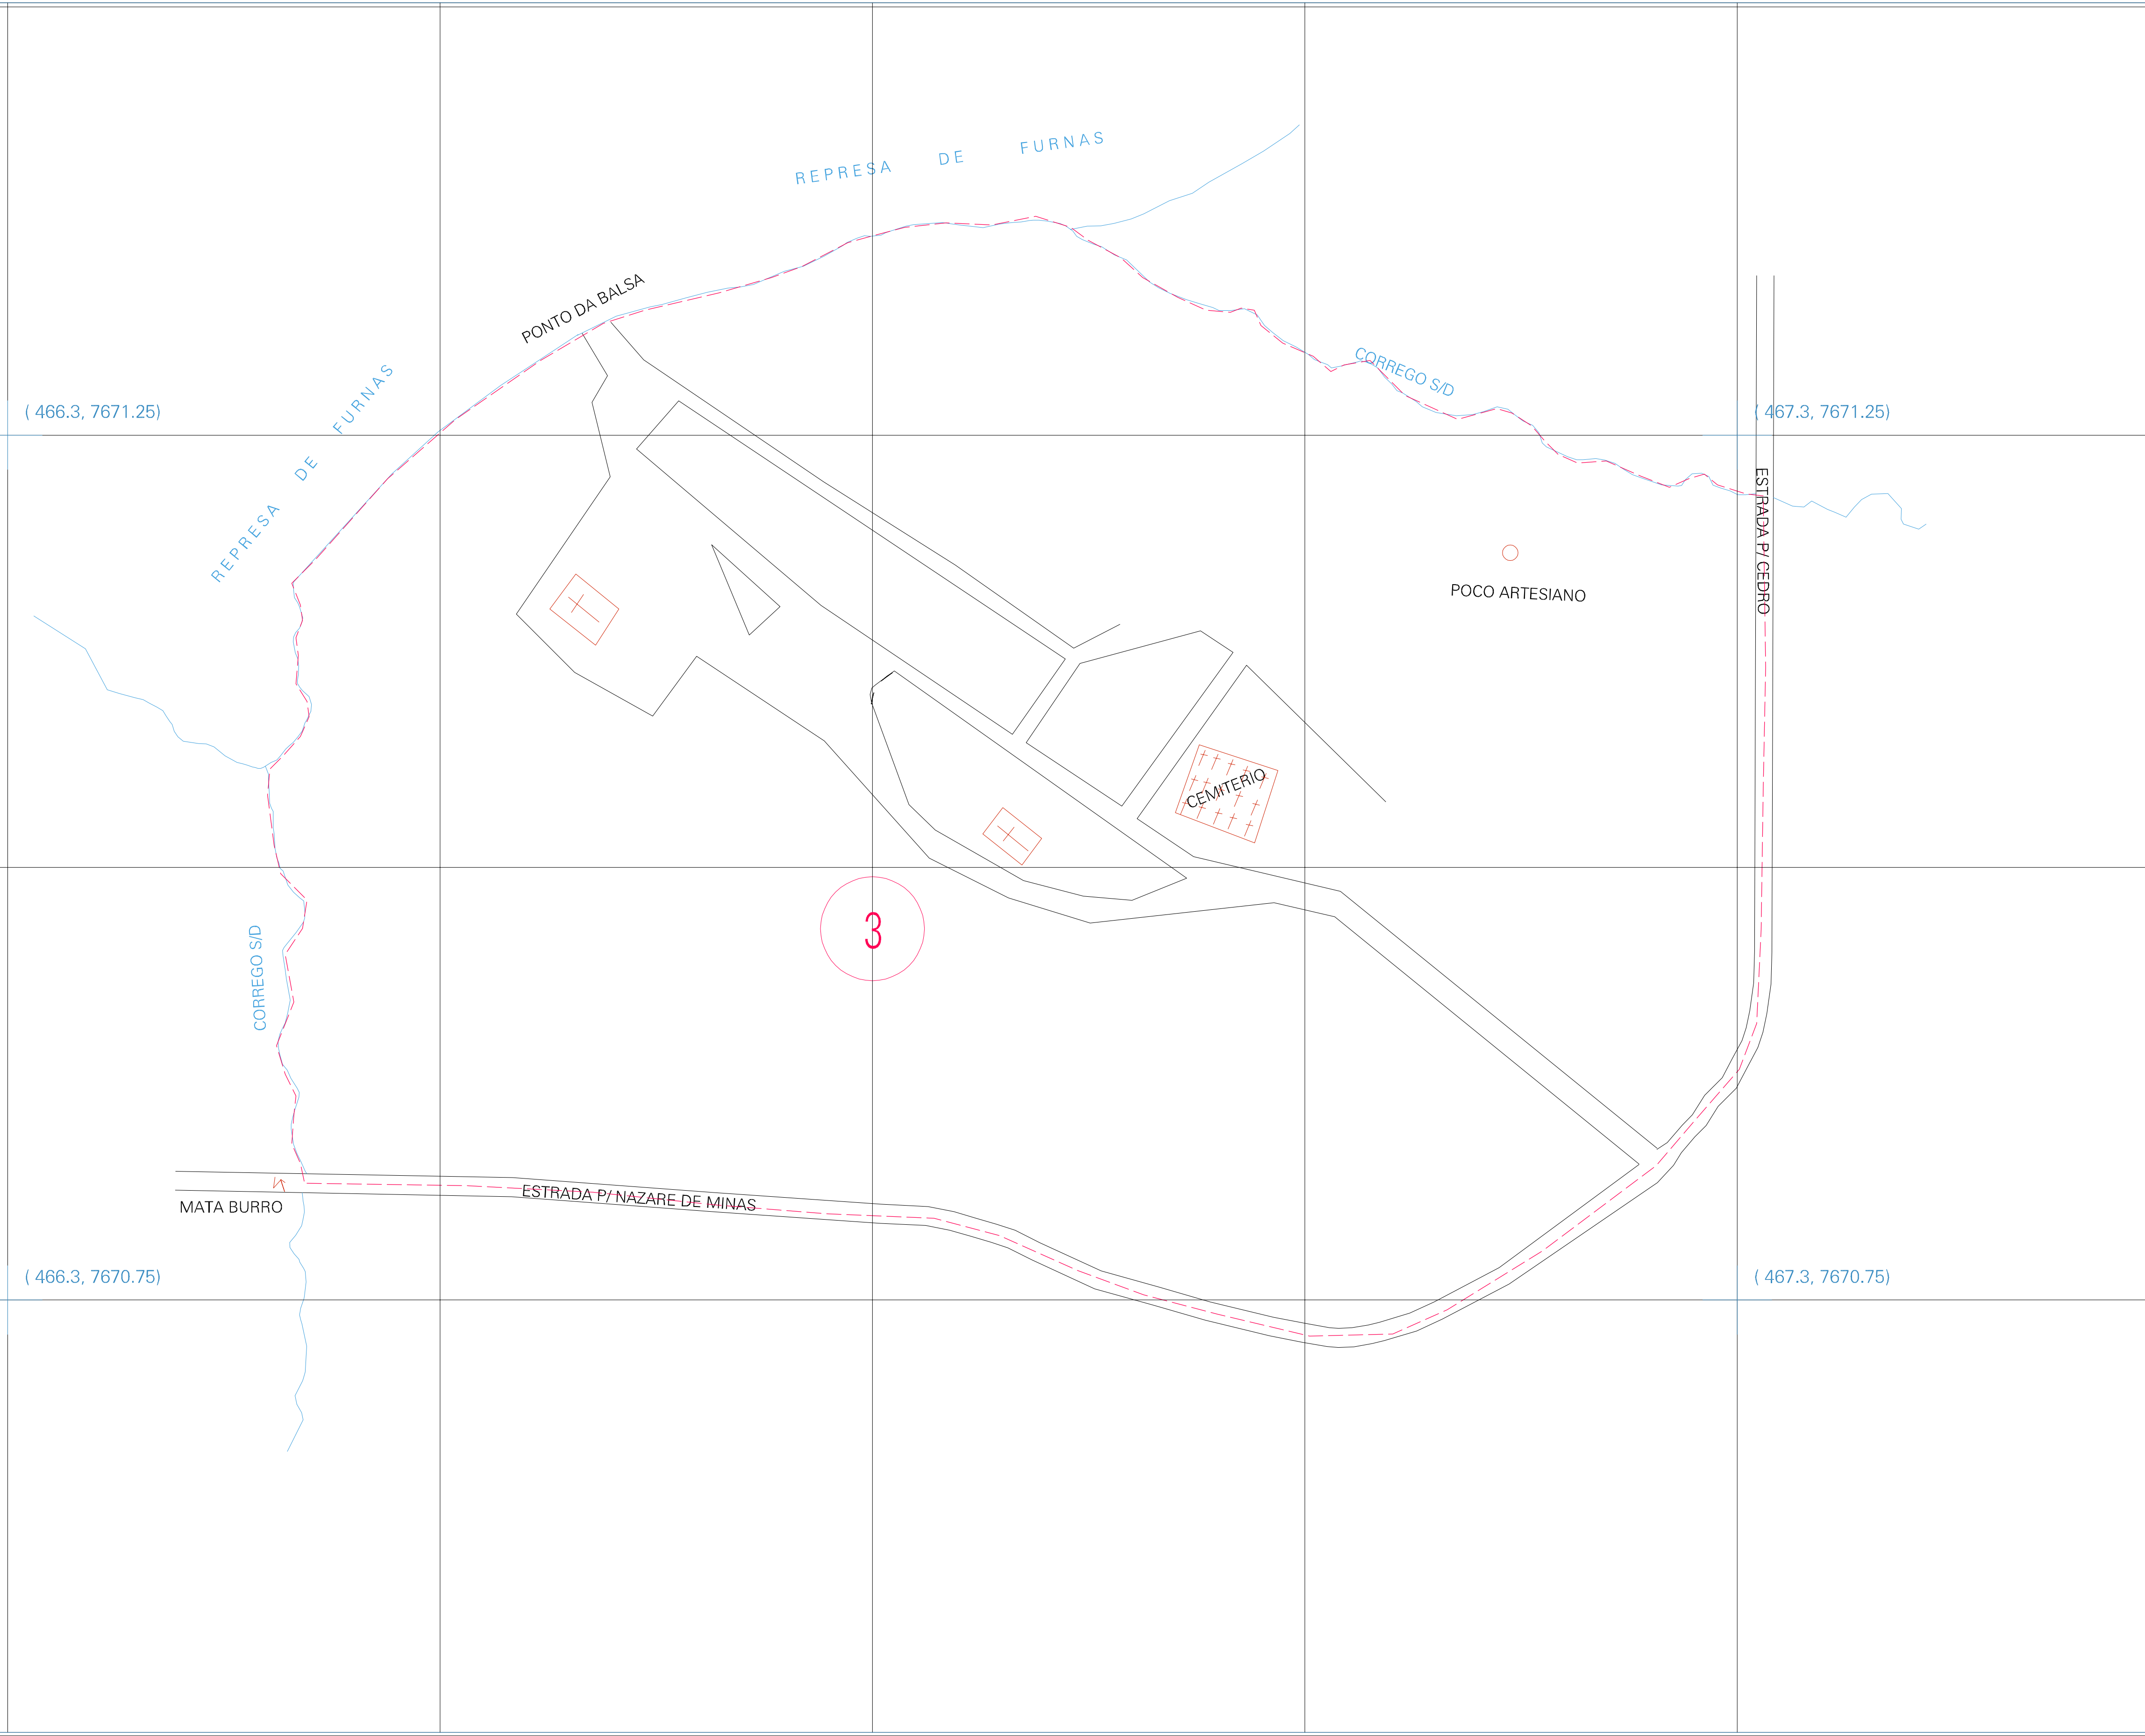 REPRESA DE FURNAS
PONTO DA BALSA
REPRESA DE FURNAS
CORREGO S/D
( 466.3, 7671.25)
( 467.3, 7671.25)
ESTRADA P/ CEDRO
POCO ARTESIANO
CEMITERIO
3
CORREGO S/D
MATA BURRO
ESTRADA P/ NAZARE DE MINAS
( 466.3, 7670.75)
( 467.3, 7670.75)